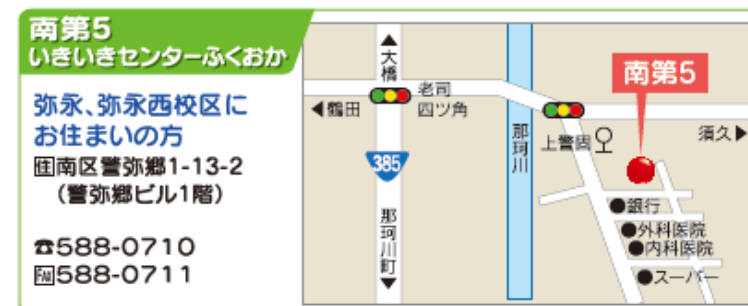 南第5
いきいきセンターふくおか
弥永、弥永西校区に
お住まいの方
住南区警弥郷1-13-2
(警弥郷ビル1階)
☎588-0710
FAX588-0711
▲大橋
◀鶴田
老司
四ツ角
385
那珂川町▼
那珂川
上警固
南第5
須久▶
●銀行
●外科医院
●内科医院
●スーパー